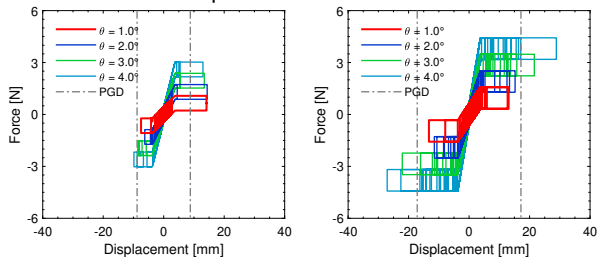 6
3
0
-3
-6
Force [N]
θ = 1.0°
θ = 2.0°
θ = 3.0°
θ = 4.0°
PGD
-40 -20 0 20 40
Displacement [mm]
6
3
0
-3
-6
Force [N]
θ = 1.0°
θ = 2.0°
θ = 3.0°
θ = 4.0°
PGD
-40 -20 0 20 40
Displacement [mm]